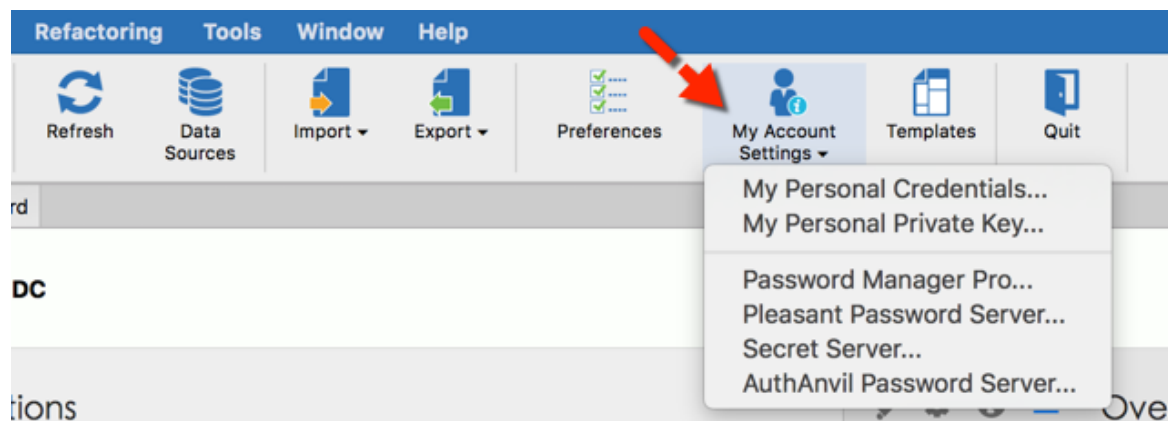 Refactoring Tools Window Help
Refresh
Data
Sources
Import
Export
Preferences
My Account
Settings
Templates
Quit
My Personal Credentials...
My Personal Private Key...
Password Manager Pro...
Pleasant Password Server...
Secret Server...
AuthAnvil Password Server...
rd
DC
tions
Ove